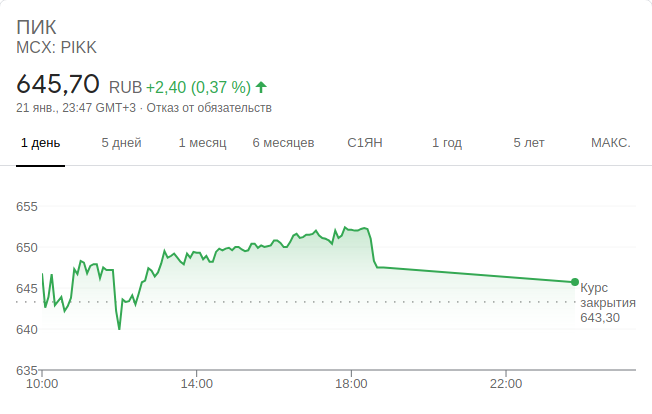 ПИК
MCX: PIKK
645,70 RUB +2,40 (0,37 %)
21 янв., 23:47 GMT+3 · Отказ от обязательств
1 день 5 дней 1 месяц 6 месяцев С1ЯН 1 год 5 лет МАКС.
655
650
645
640
635
Курс
закрытия
643,30
10:00 14:00 18:00 22:00